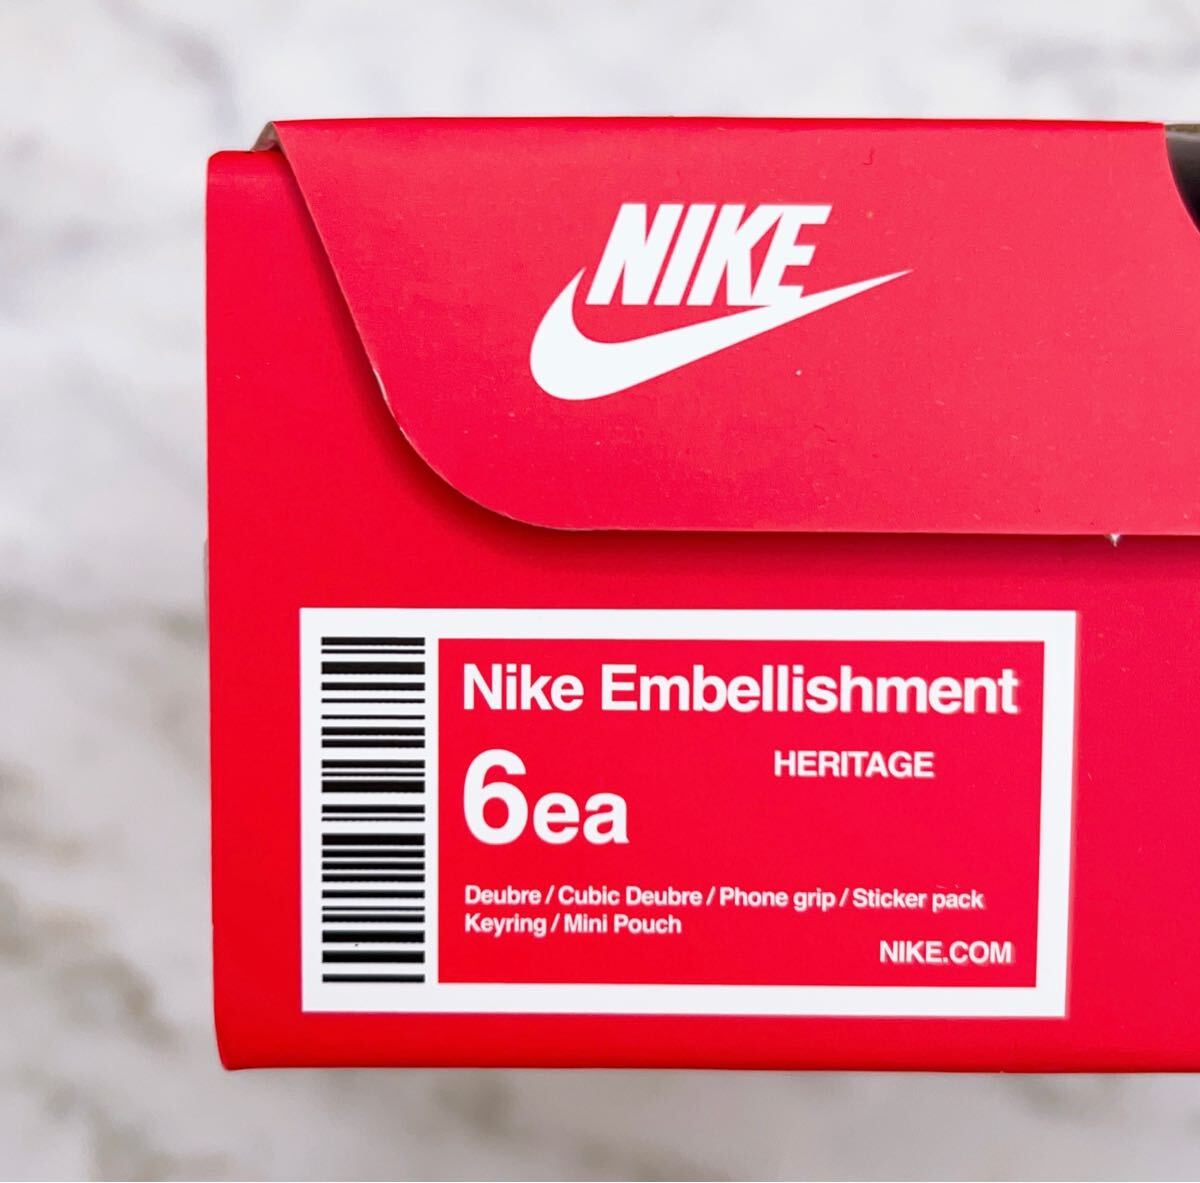 NIKE
Nike Embellishment
HERITAGE
6ea
Deubre / Cubic Deubre / Phone grip / Sticker pack
Keyring / Mini Pouch
NIKE.COM